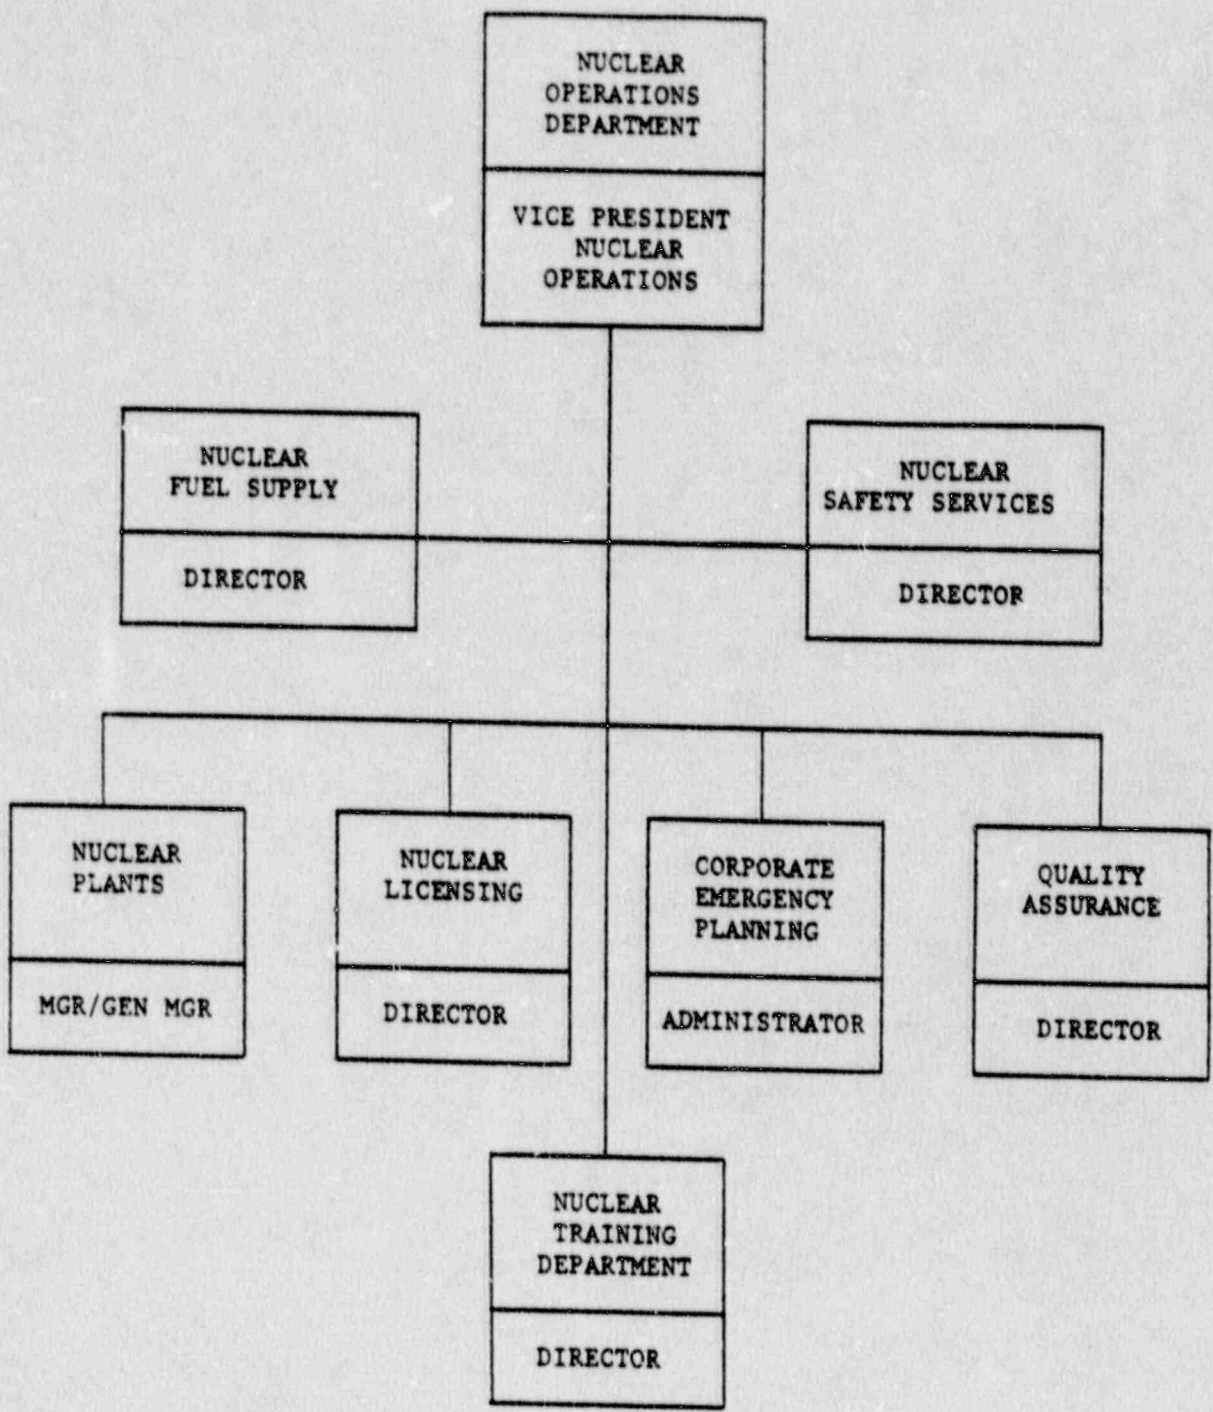 NUCLEAR
OPERATIONS
DEPARTMENT
VICE PRESIDENT
NUCLEAR
OPERATIONS
NUCLEAR
FUEL SUPPLY
DIRECTOR
NUCLEAR
SAFETY SERVICES
DIRECTOR
NUCLEAR
PLANTS
MGR/GEN MGR
NUCLEAR
LICENSING
DIRECTOR
CORPORATE
EMERGENCY
PLANNING
ADMINISTRATOR
QUALITY
ASSURANCE
DIRECTOR
NUCLEAR
TRAINING
DEPARTMENT
DIRECTOR